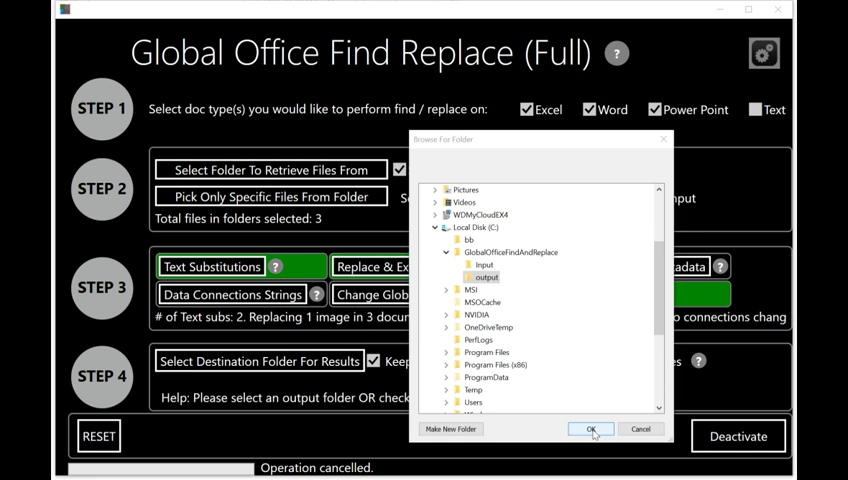 Global Office Find Replace (Full) ?
STEP 1
Select doc type(s) you would like to perform find / replace on:
Excel
Word
Power Point
Text
Browse For Folder
STEP 2
Select Folder To Retrieve Files From
Pick Only Specific Files From Folder
nput
Total files in folders selected: 3
Pictures
Videos
WDMyCloudEX4
Local Disk (C:)
bb
GlobalOfficeFindAndReplace
Input
output
MSI
MSOCache
NVIDIA
OneDriveTemp
PerfLogs
Program Files
Program Files (x86)
ProgramData
Temp
Users
Make New Folder
OK
Cancel
STEP 3
Text Substitutions ?
Replace & Ex
adata ?
Data Connections Strings ?
Change Glob
# of Text subs: 2. Replacing 1 image in 3 docum
o connections chang
STEP 4
Select Destination Folder For Results
Keep
es ?
Help: Please select an output folder OR check
RESET
Deactivate
Operation cancelled.